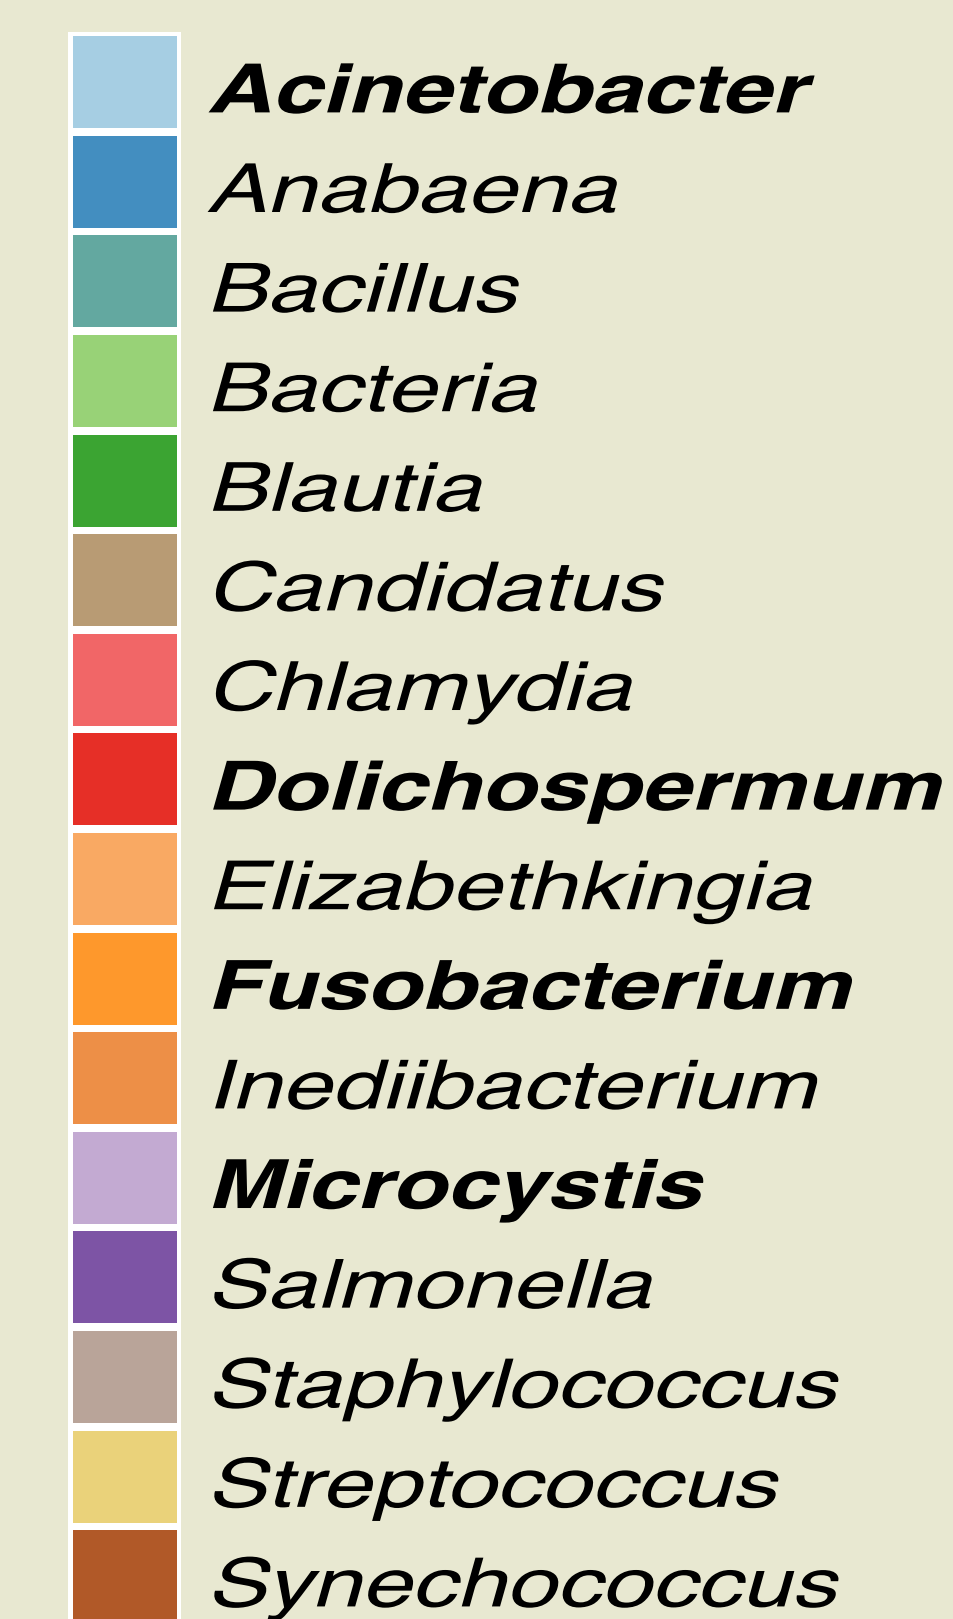 Acinetobacter
Anabaena
Bacillus
Bacteria
Blautia
Candidatus
Chlamydia
Dolichospermum
Elizabethkingia
Fusobacterium
Inediibacterium
Microcystis
Salmonella
Staphylococcus
Streptococcus
Synechococcus